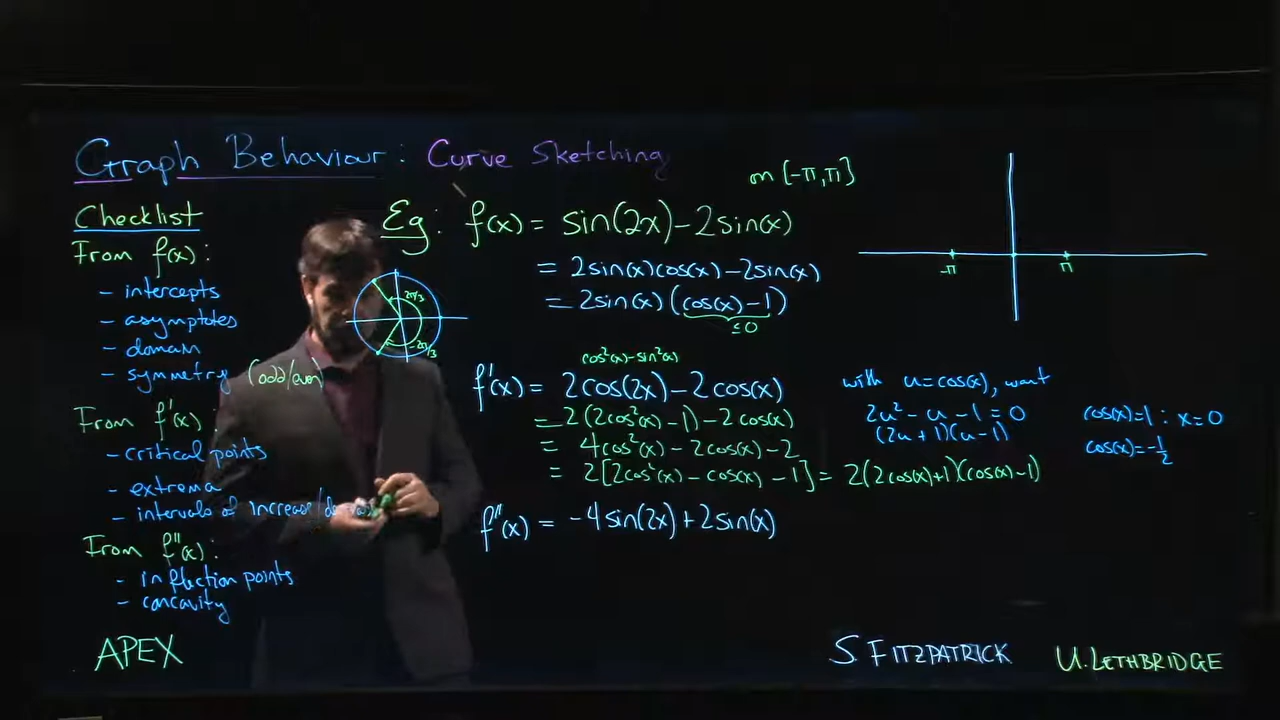 Graph Behaviour: Curve Sketching
on [-π,π]
Checklist
From f(x):
- intercepts
- asymptotes
- domain
- symmetry (odd/even)
From f'(x):
- critical points
- extrema
- intervals of increase/
From f"(x):
- inflection points
- concavity
APEX
Eg: f(x) = sin(2x)-2sin(x)
= 2sin(x)cos(x)-2sin(x)
= 2sin(x)(cos(x)-1)
≤0
2π/3
-2π/3
cos²(x)-sin²(x)
f'(x) = 2cos(2x)-2cos(x)
= 2(2cos²(x)-1)-2cos(x)
= 4cos²(x)-2cos(x)-2
= 2[2cos²(x)-cos(x)-1] = 2(2cos(x)+1)(cos(x)-1)
f"(x) = -4sin(2x)+2sin(x)
-π π
with u=cos(x), want
2u²-u-1=0
(2u+1)(u-1)
cos(x)=1: x=0
cos(x)=-1/2
S. FITZPATRICK
U. LETHBRIDGE